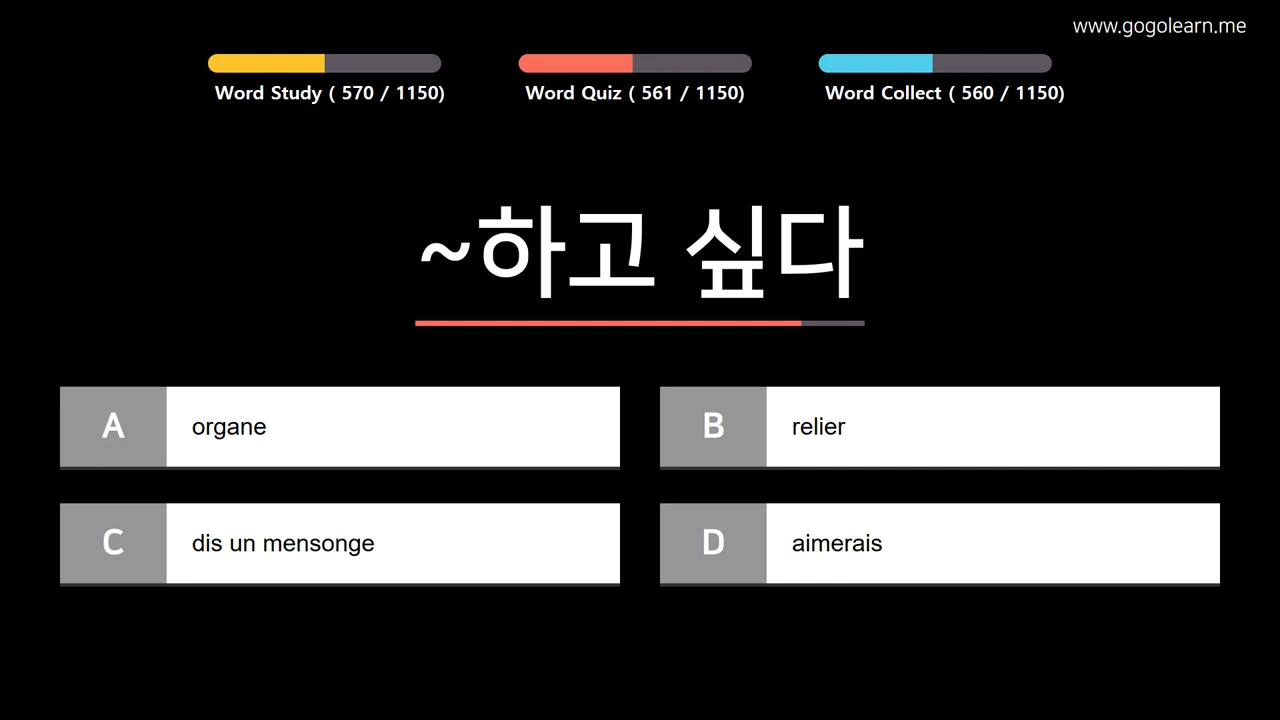 www.gogolearn.me
Word Study ( 570 / 1150)
Word Quiz ( 561 / 1150)
Word Collect ( 560 / 1150)
~하고 싶다
A organe
B relier
C dis un mensonge
D aimerais